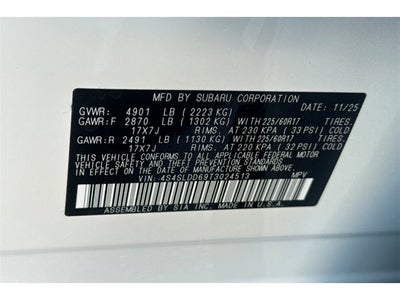 MFD BY SUBARU CORPORATION
GVWR: 4901 LB (2223 KG) 11/25
GAWR:F 2870 LB (1302 KG) WITH 225/60R17 TIRES.
17X7J RIMS. AT 230 KPA (33 PSI) COLD.
GAWR:R 2491 LB (1130 KG) WITH 225/60R17 TIRES.
17X7J RIMS. AT 220 KPA (32 PSI) COLD.
THIS VEHICLE CONFORMS TO ALL APPLICABLE FEDERAL MOTOR
VEHICLE SAFETY AND THEFT PREVENTION STANDARDS IN EFFECT ON
THE DATE OF MANUFACTURE SHOWN ABOVE.
VIN: 4S4SLDD69T3024513 MPV
ASSEMBLED BY SIA INC. MADE IN U.S.A.